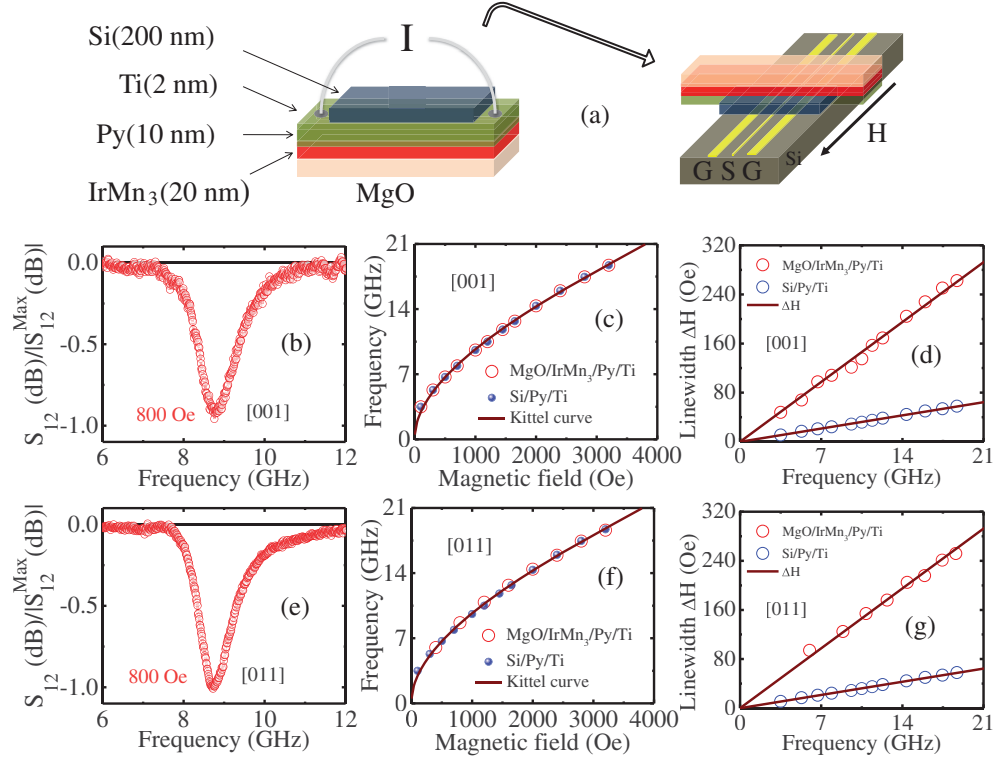 Si(200 nm)
Ti(2 nm)
Py(10 nm)
IrMn₃(20 nm)
I
MgO
(a)
H
G S G
Si
S₁₂ (dB)/|S₁₂ᴹᵃˣ(dB)|
0.0
-0.5
-1.0
(b)
800 Oe [001]
6 8 10 12
Frequency (GHz)
Frequency (GHz)
21
14
7
0
[001]
(c)
MgO/IrMn₃/Py/Ti
Si/Py/Ti
Kittel curve
0 1000 2000 3000 4000
Magnetic field (Oe)
Linewidth ΔH (Oe)
320
240
160
80
0
MgO/IrMn₃/Py/Ti
Si/Py/Ti
ΔH
[001] (d)
0 7 14 21
Frequency (GHz)
S₁₂ (dB)/|S₁₂ᴹᵃˣ(dB)|
0.0
-0.5
-1.0
(e)
800 Oe [011]
6 8 10 12
Frequency (GHz)
Frequency (GHz)
21
14
7
0
[011]
(f)
MgO/IrMn₃/Py/Ti
Si/Py/Ti
Kittel curve
0 1000 2000 3000 4000
Magnetic field (Oe)
Linewidth ΔH (Oe)
320
240
160
80
0
MgO/IrMn₃/Py/Ti
Si/Py/Ti
ΔH
[011] (g)
0 7 14 21
Frequency (GHz)